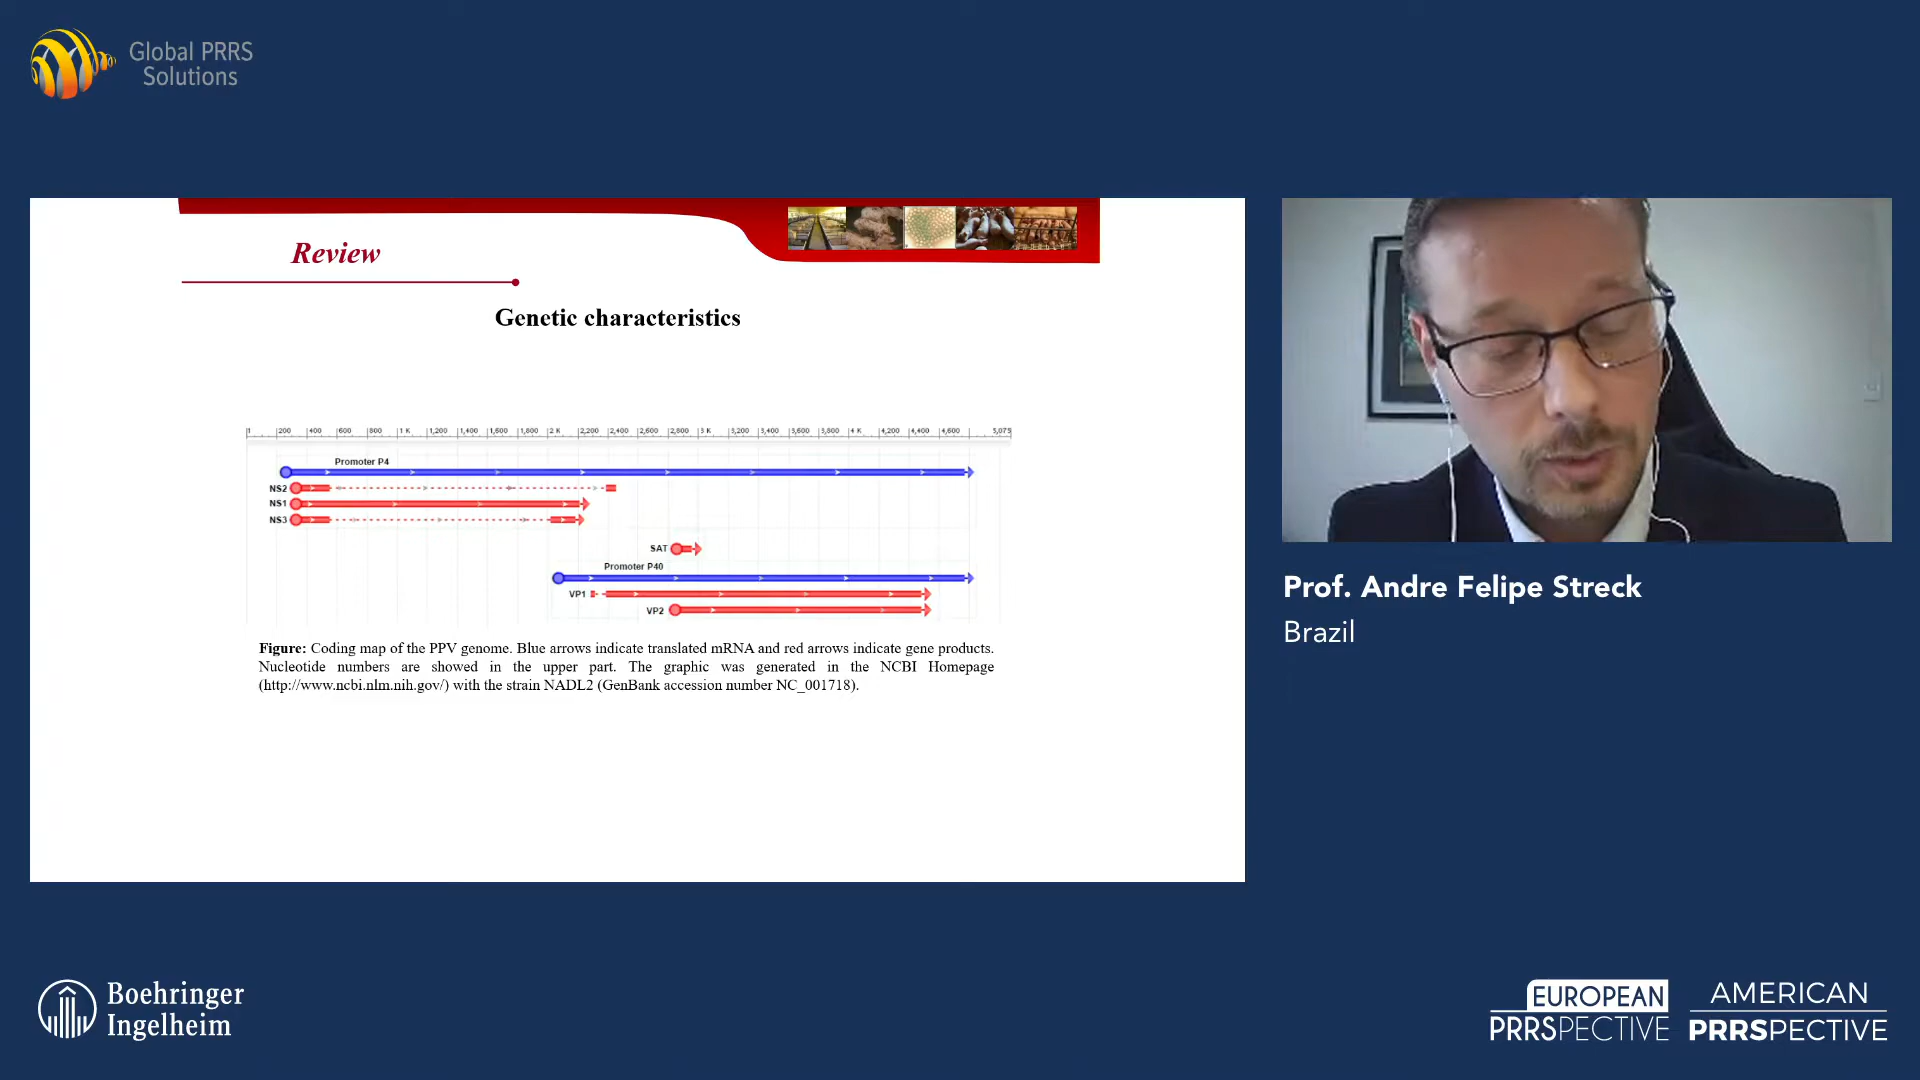 Global PRRS
Solutions
Review
Genetic characteristics
1 200 400 600 800 1 K 1,200 1,400 1,600 1,800 2 K 2,200 2,400 2,600 2,800 3 K 3,200 3,400 3,600 3,800 4 K 4,200 4,400 4,600 5,075
Promoter P4
NS2
NS1
NS3
SAT
Promoter P40
VP1
VP2
Figure: Coding map of the PPV genome. Blue arrows indicate translated mRNA and red arrows indicate gene products.
Nucleotide numbers are showed in the upper part. The graphic was generated in the NCBI Homepage
(http://www.ncbi.nlm.nih.gov/) with the strain NADL2 (GenBank accession number NC_001718).
Prof. Andre Felipe Streck
Brazil
Boehringer
Ingelheim
EUROPEAN
PRRSPECTIVE
AMERICAN
PRRSPECTIVE